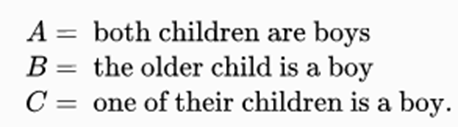 A = both children are boys
B = the older child is a boy
C = one of their children is a boy.